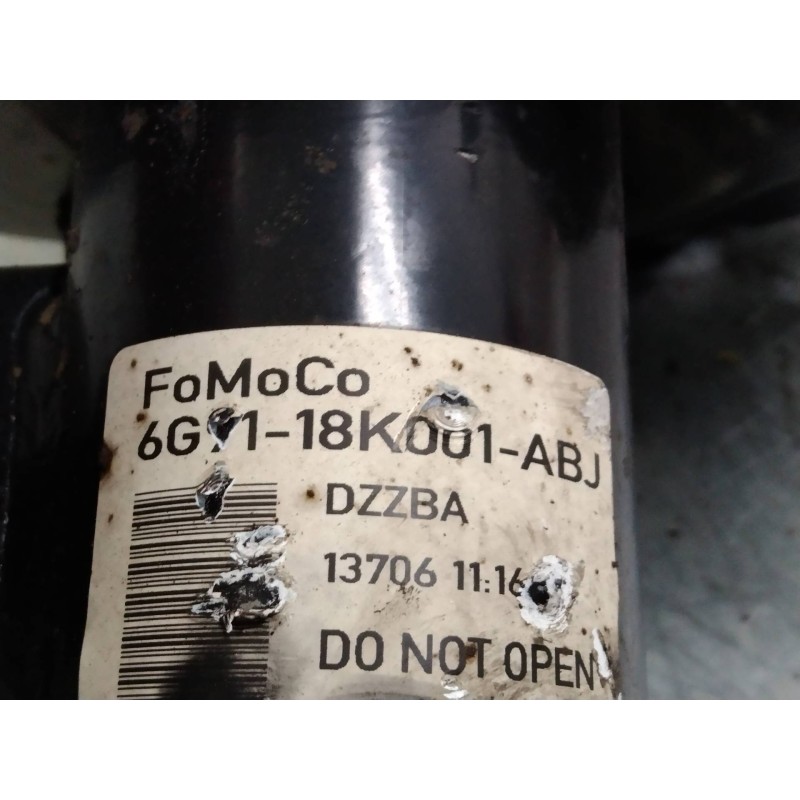 FoMoCo
6G91-18K001-ABJ
DZZBA
13706 11:16
DO NOT OPEN